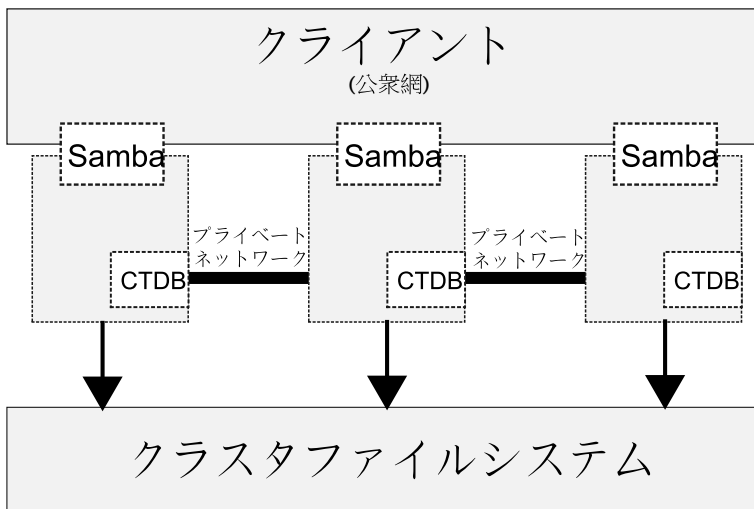 クライアント
(公衆網)
Samba
Samba
Samba
プライベート
ネットワーク
プライベート
ネットワーク
CTDB
CTDB
CTDB
クラスタファイルシステム